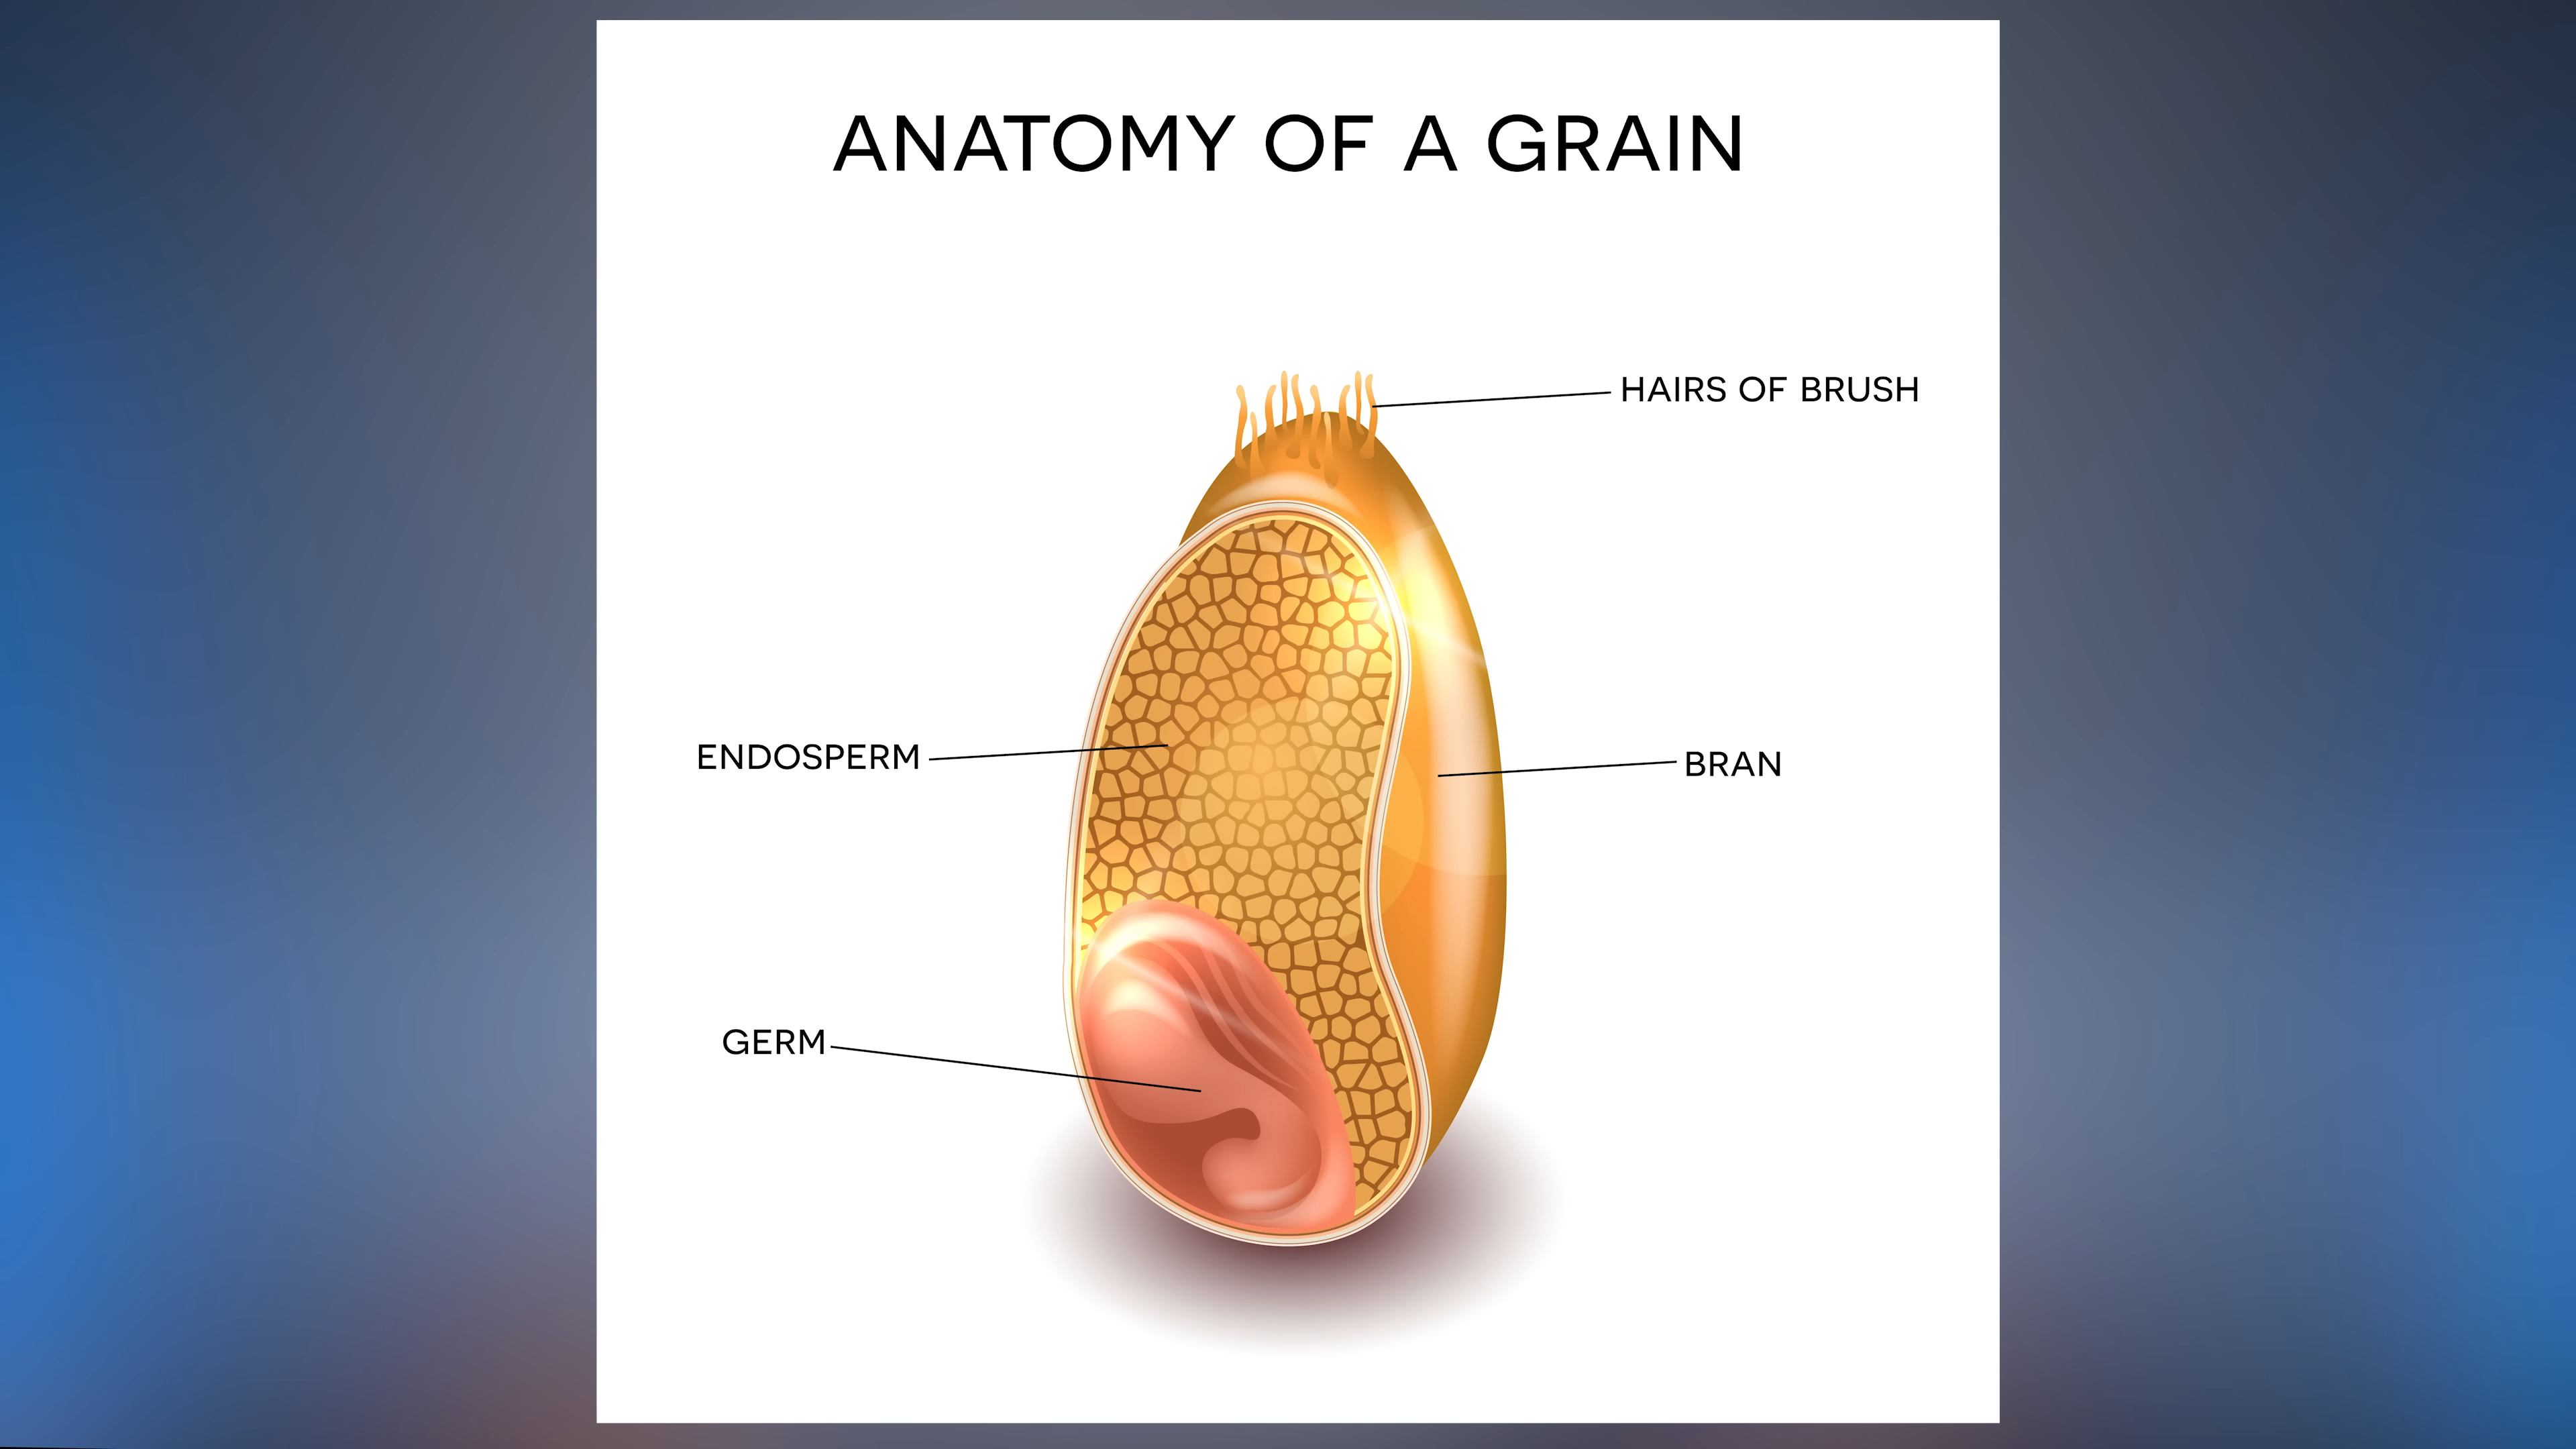 ANATOMY OF A GRAIN
HAIRS OF BRUSH
ENDOSPERM
BRAN
GERM